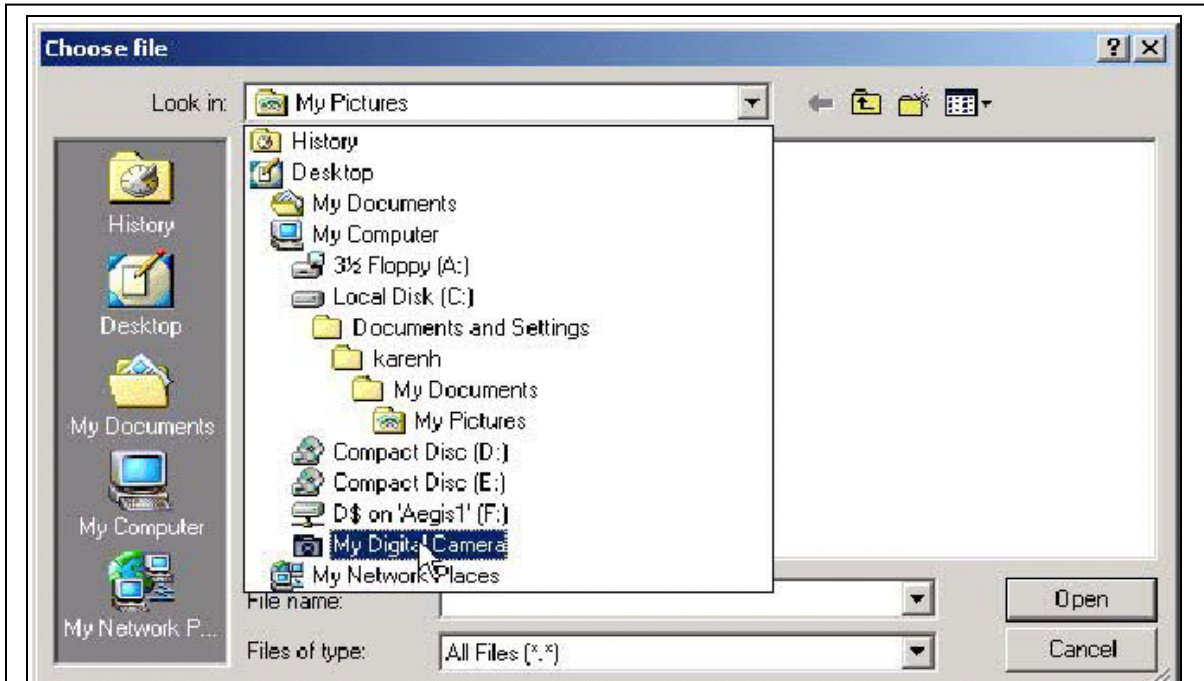 Choose file
Look in:
My Pictures
History
Desktop
My Documents
My Computer
3½ Floppy (A:)
Local Disk (C:)
Documents and Settings
karenh
My Documents
My Pictures
Compact Disc (D:)
Compact Disc (E:)
D$ on 'Aegis1' (F:)
My Digital Camera
My Network Places
History
Desktop
My Documents
My Computer
My Network P...
File name:
Open
Files of type:
All Files (*.*)
Cancel